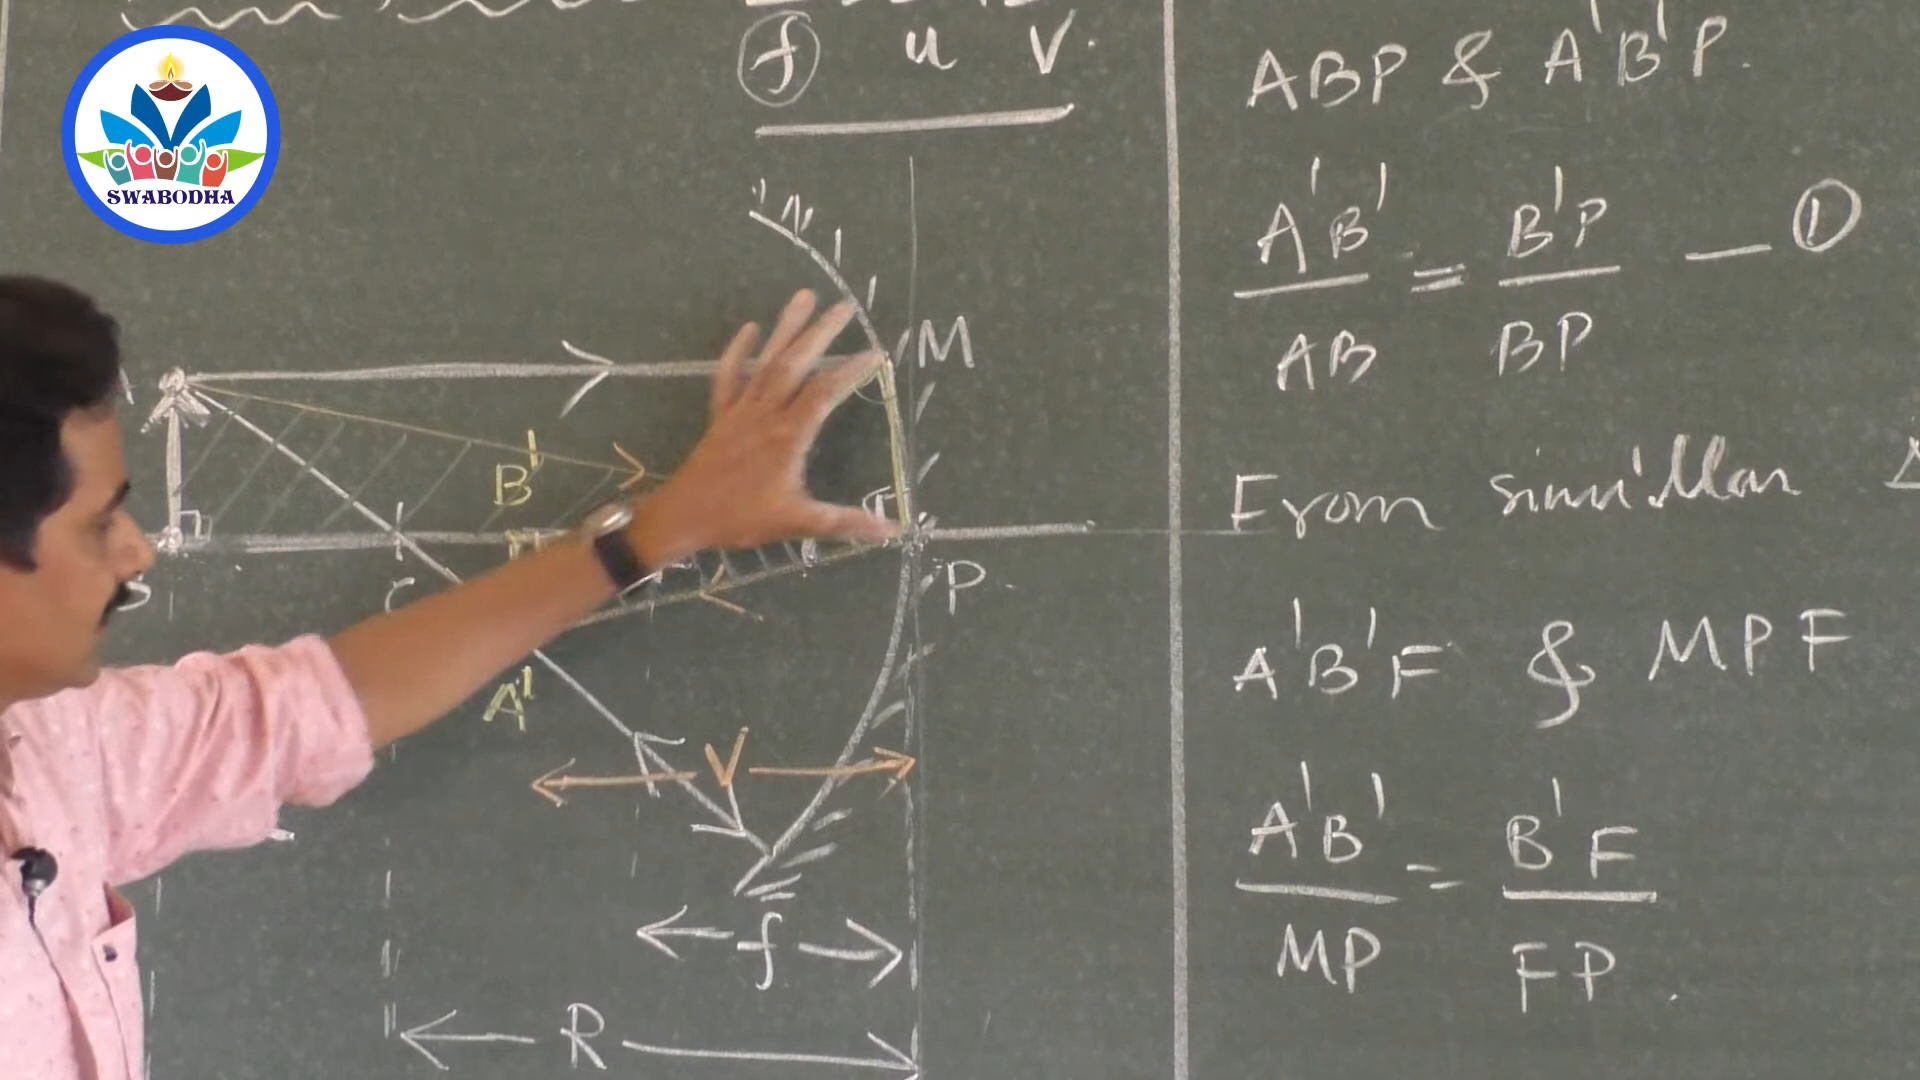 f u V.
SWABODHA
M
B'
P
C
A'
V
f
R
ABP & A'B'P.
A'B' / AB = B'P / BP — ①
From simillar Δ
A'B'F & MPF
A'B' / MP = B'F / FP.